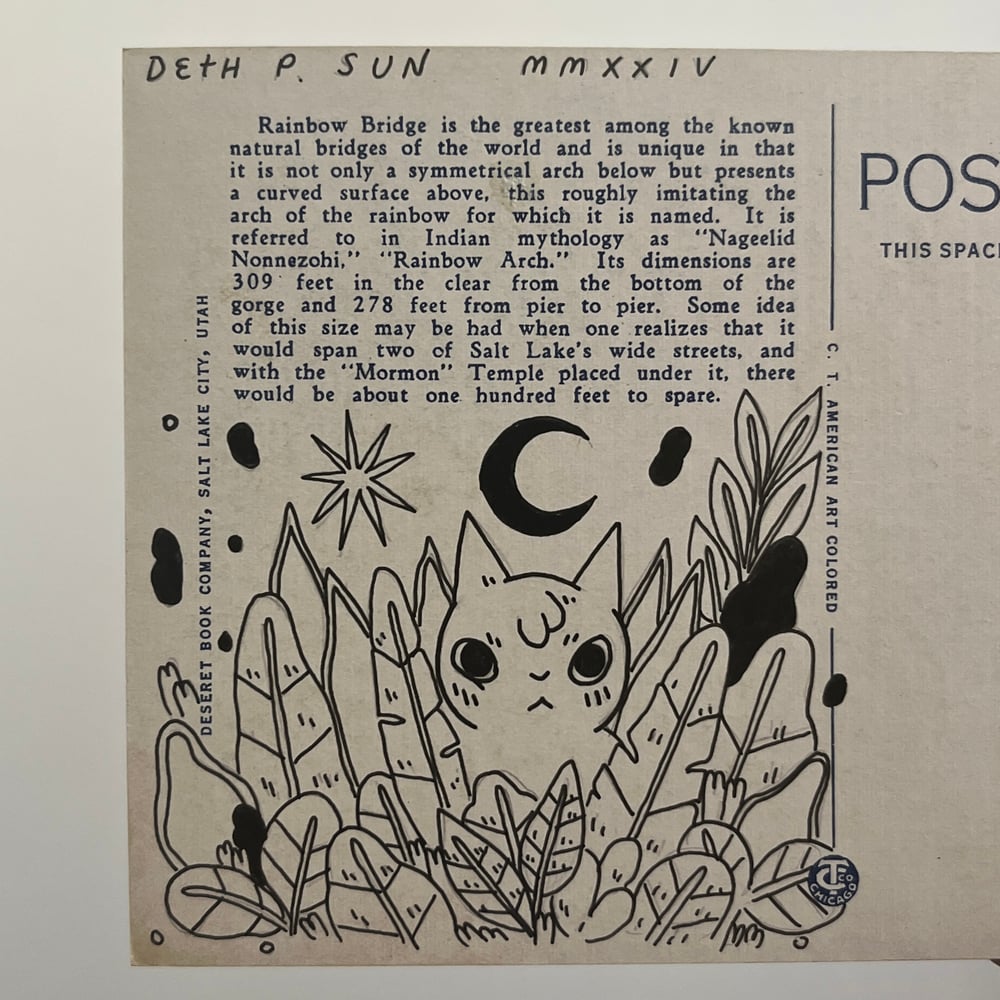 DEtH P. SUN MMXXIV
Rainbow Bridge is the greatest among the known
natural bridges of the world and is unique in that
it is not only a symmetrical arch below but presents
a curved surface above, this roughly imitating the
arch of the rainbow for which it is named. It is
referred to in Indian mythology as “Nageelid
Nonnezohi,” “Rainbow Arch.” Its dimensions are
309 feet in the clear from the bottom of the
gorge and 278 feet from pier to pier. Some idea
of this size may be had when one realizes that it
would span two of Salt Lake's wide streets, and
with the “Mormon” Temple placed under it, there
would be about one hundred feet to spare.
DESERET BOOK COMPANY, SALT LAKE CITY, UTAH
C. T. AMERICAN ART COLORED
POS
THIS SPAC
CT Co
CHICAGO